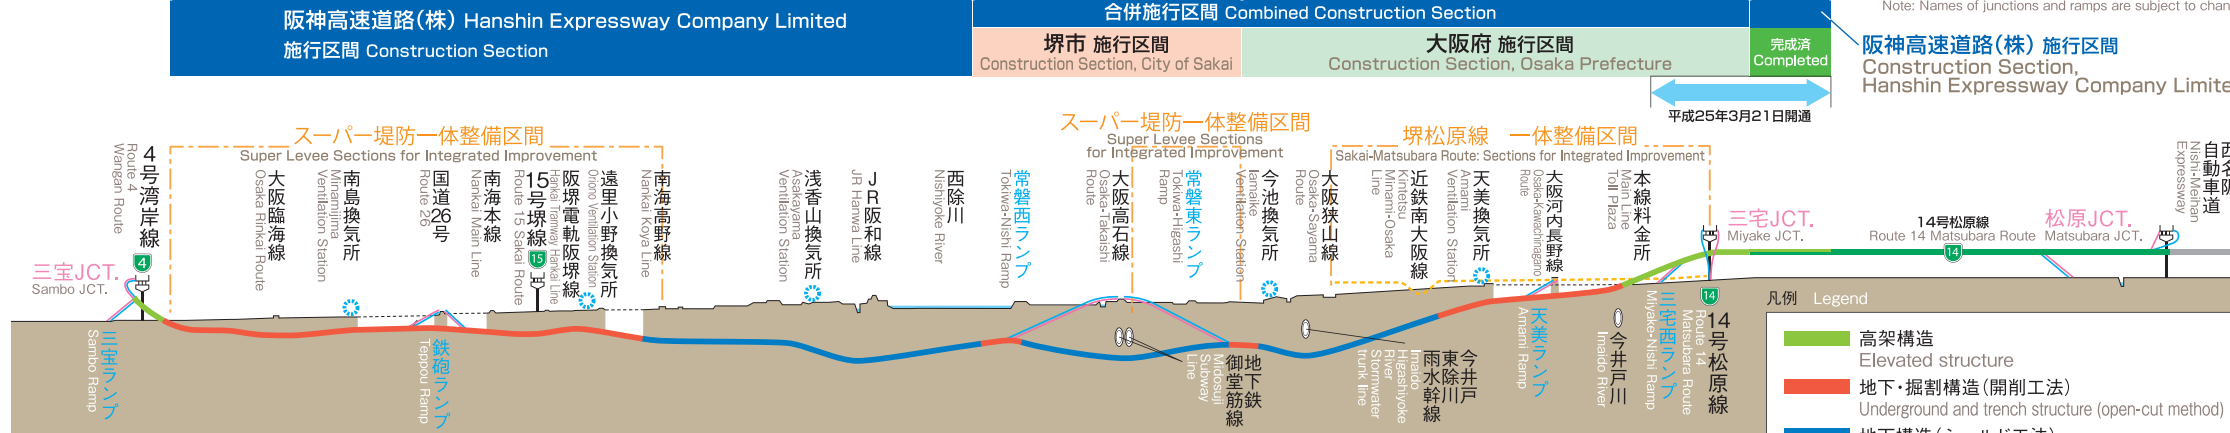 阪神高速道路(株) Hanshin Expressway Company Limited
施行区間 Construction Section
合併施行区間 Combined Construction Section
堺市 施行区間
Construction Section, City of Sakai
大阪府 施行区間
Construction Section, Osaka Prefecture
完成済
Completed
Note: Names of junctions and ramps are subject to
阪神高速道路(株) 施行区間
Construction Section,
Hanshin Expressway Company
平成25年3月21日開通
スーパー堤防一体整備区間
Super Levee Sections for Integrated Improvement
スーパー堤防一体整備区間
Super Levee Sections
for Integrated Improvement
堺松原線 一体整備区間
Sakai-Matsubara Route: Sections for Integrated Improvement
三宝JCT.
Sambo JCT.
4号湾岸線
Route 4
Wangan Route
4
大阪臨海線
Osaka Rinkai Route
南島換気所
Minamijima
Ventilation Station
国道26号
Route 26
南海本線
Nankai Main Line
15号堺線
Route 15 Sakai Route
15
阪堺電軌阪堺線
Hankai Tramway Hankai Line
遠里小野換気所
Oriono Ventilation Station
南海高野線
Nankai Koya Line
浅香山換気所
Asakayama
Ventilation Station
JR阪和線
JR Hanwa Line
西除川
Nishiyoke River
常磐西ランプ
Tokiwa-Nishi Ramp
大阪高石線
Osaka-Takaishi
Route
常磐東ランプ
Tokiwa-Higashi
Ramp
今池換気所
Iamaike
Ventilation Station
大阪狭山線
Osaka-Sayama
Route
近鉄南大阪線
Kintetsu
Minami-Osaka
Line
天美換気所
Amami
Ventilation Station
大阪河内長野線
Osaka-Kawachinagano
Route
本線料金所
Main Line
Toll Plaza
三宅JCT.
Miyake JCT.
14号松原線
Route 14 Matsubara Route
14
松原JCT.
Matsubara JCT.
自動車道
Nishi-Meihan
Expressway
三宝ランプ
Sambo Ramp
鉄砲ランプ
Teppou Ramp
地下鉄
御堂筋線
Midosuji
Subway
Line
今井戸
東除川
雨水幹線
Imaido
Higashiyoke
River
Stormwater
trunk line
天美ランプ
Amami Ramp
今井戸川
Imaido River
三宅西ランプ
Miyake-Nishi Ramp
14
14号松原線
Route 14
Matsubara Route
凡例 Legend
高架構造
Elevated structure
地下・掘割構造(開削工法)
Underground and trench structure (open-cut method)